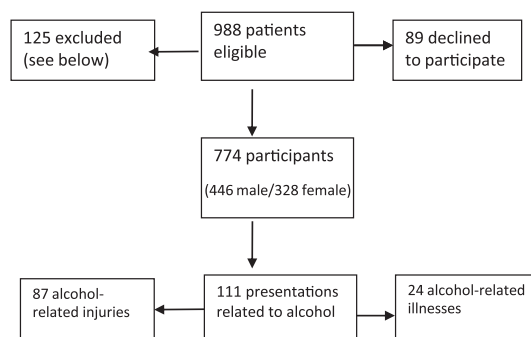 125 excluded
(see below)
988 patients
eligible
89 declined
to participate
774 participants
(446 male/328 female)
87 alcohol-
related injuries
111 presentations
related to alcohol
24 alcohol-related
illnesses